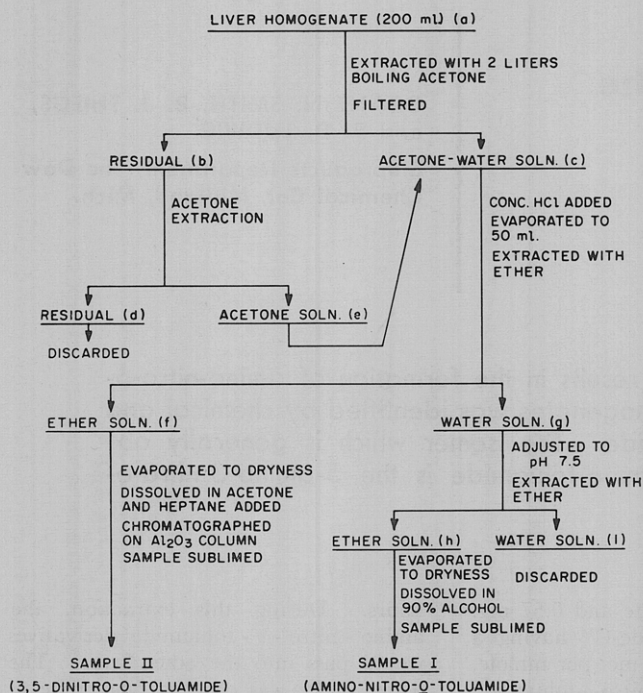 LIVER HOMOGENATE (200 ml) (a)
EXTRACTED WITH 2 LITERS
BOILING ACETONE
FILTERED
RESIDUAL (b)
ACETONE-WATER SOLN. (c)
ACETONE
EXTRACTION
CONC. HCl ADDED
EVAPORATED TO
50 ml.
EXTRACTED WITH
ETHER
RESIDUAL (d)
ACETONE SOLN. (e)
DISCARDED
ETHER SOLN. (f)
WATER SOLN. (g)
EVAPORATED TO DRYNESS
DISSOLVED IN ACETONE
AND HEPTANE ADDED
CHROMATOGRAPHED
ON Al2O3 COLUMN
SAMPLE SUBLIMED
ADJUSTED TO
pH 7.5
EXTRACTED WITH
ETHER
ETHER SOLN. (h)
WATER SOLN. (I)
EVAPORATED
TO DRYNESS
DISSOLVED IN
90% ALCOHOL
SAMPLE SUBLIMED
DISCARDED
SAMPLE II
(3,5-DINITRO-O-TOLUAMIDE)
SAMPLE I
(AMINO-NITRO-O-TOLUAMIDE)